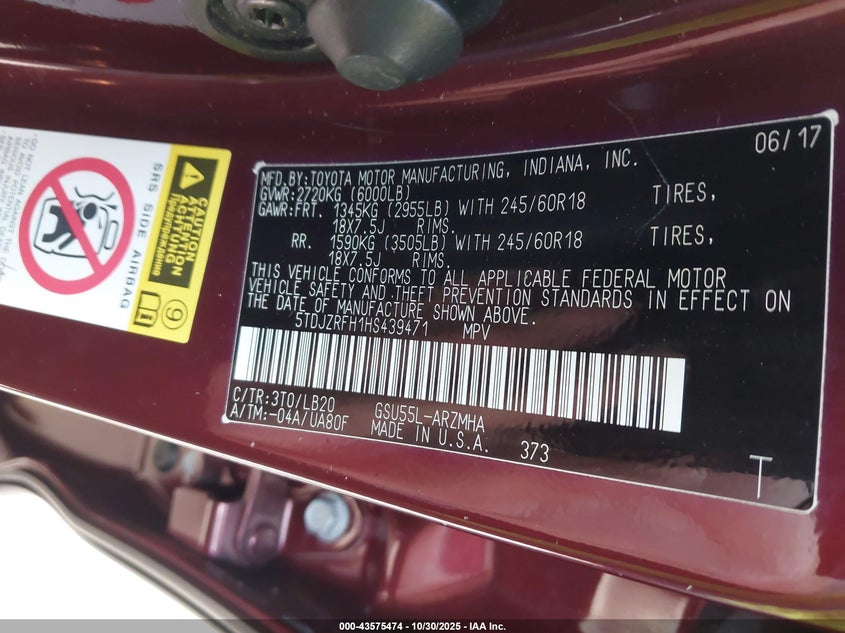 06/17
MFD.BY:TOYOTA MOTOR MANUFACTURING, INDIANA, INC.
GVWR:2720KG (6000LB)
GAWR:FRT. 1345KG (2955LB) WITH 245/60R18 TIRES,
18X7.5J RIMS.
RR. 1590KG (3505LB) WITH 245/60R18 TIRES,
18X7.5J RIMS.
THIS VEHICLE CONFORMS TO ALL APPLICABLE FEDERAL MOTOR
VEHICLE SAFETY AND THEFT PREVENTION STANDARDS IN EFFECT ON
THE DATE OF MANUFACTURE SHOWN ABOVE.
5TDJZRFH1HS439471 MPV
C/TR:3T0/LB20 GSU55L-ARZMHA
A/TM:-04A/UA80F MADE IN U.S.A. 373
T
CAUTION
ATTENTION
ACHTUNG
SRS SIDE AIRBAG
000-43575474 - 10/30/2025 - IAA Inc.